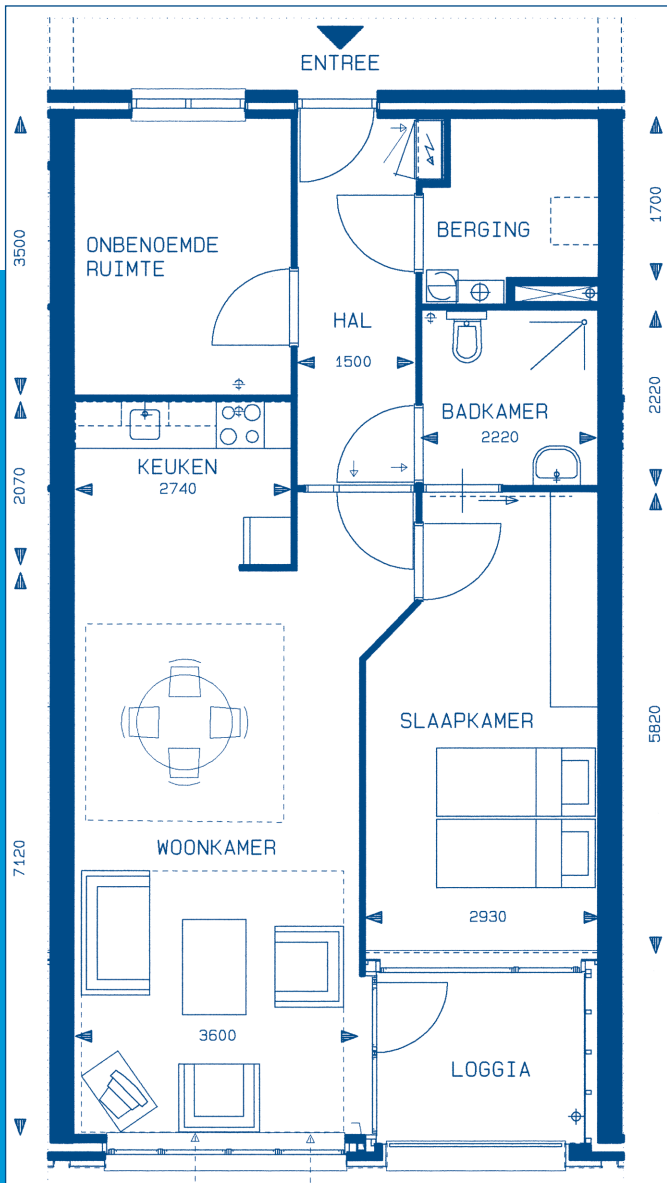 ENTREE
3500
1700
BERGING
ONBENOEMDE
RUIMTE
HAL
1500
2220
BADKAMER
2220
KEUKEN
2740
2070
SLAAPKAMER
5820
WOONKAMER
7120
2930
3600
LOGGIA